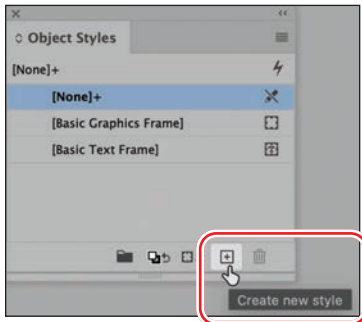 Object Styles
[None]+
[None]+
[Basic Graphics Frame]
[Basic Text Frame]
Create new style